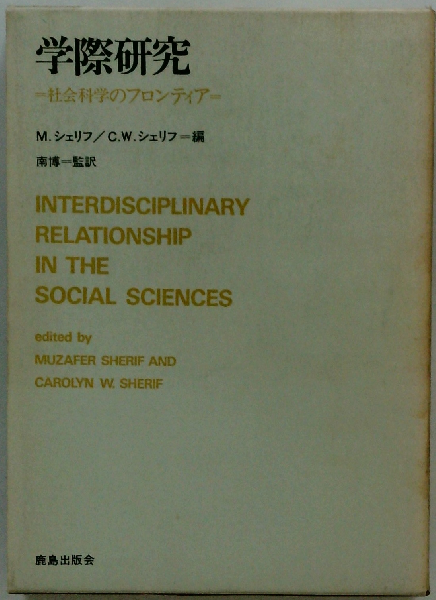 学際研究
＝社会科学のフロンティア＝
M. シェリフ／C.W. シェリフ＝編
南博＝監訳
INTERDISCIPLINARY
RELATIONSHIP
IN THE
SOCIAL SCIENCES
edited by
MUZAFER SHERIF AND
CAROLYN W. SHERIF
鹿島出版会